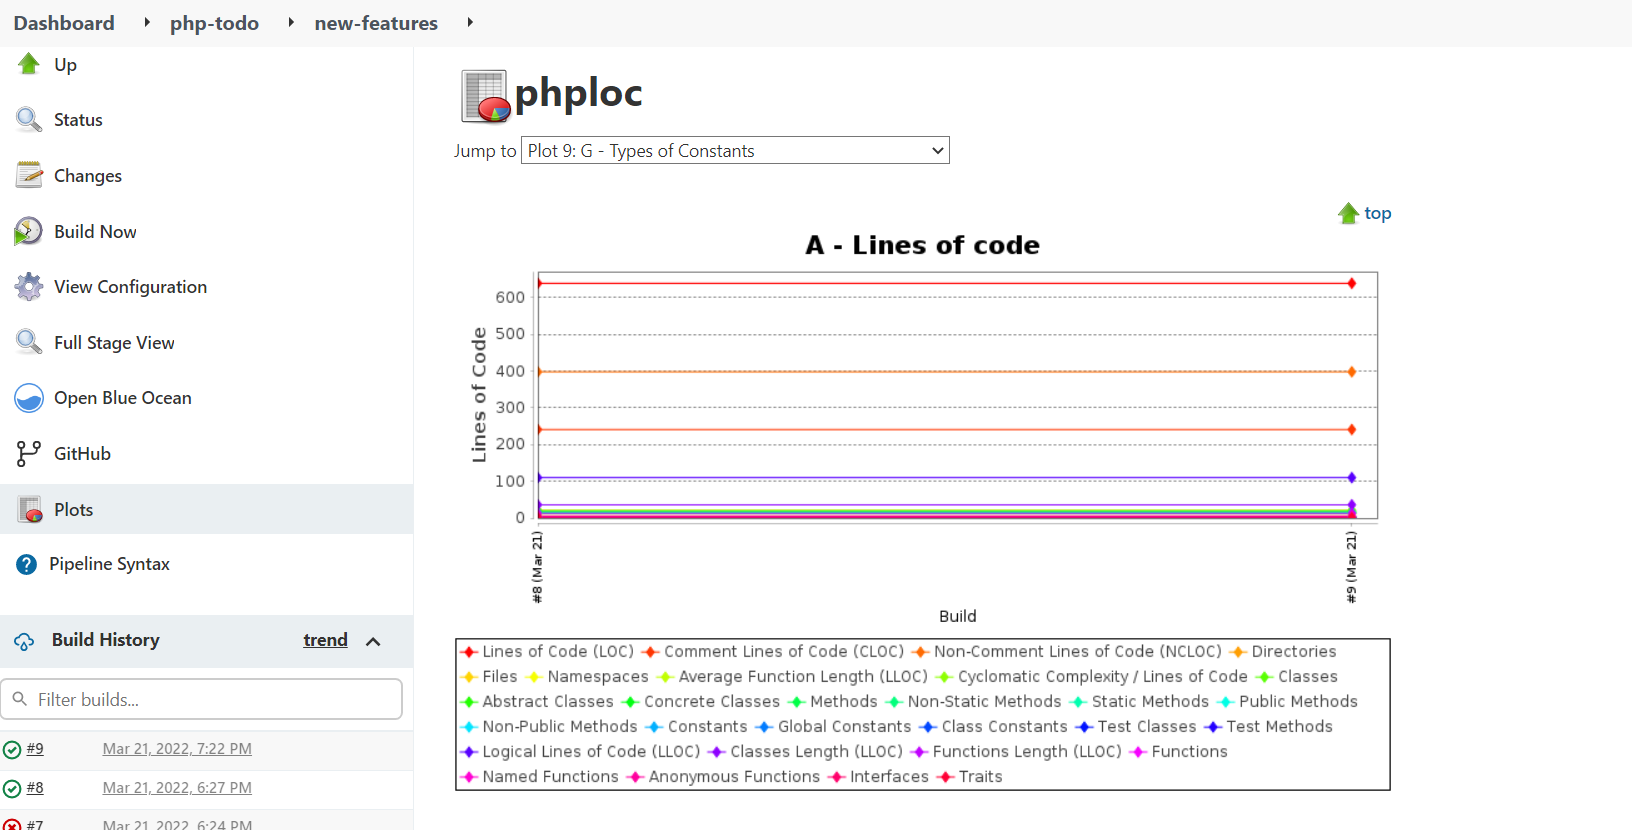 Dashboard php-todo new-features
Up
Status
Changes
Build Now
View Configuration
Full Stage View
Open Blue Ocean
GitHub
Plots
Pipeline Syntax
Build History trend
Filter builds...
#9 Mar 21, 2022, 7:22 PM
#8 Mar 21, 2022, 6:27 PM
#7 Mar 21, 2022, 6:24 PM
phploc
Jump to Plot 9: G - Types of Constants
top
A - Lines of code
Lines of Code
600
500
400
300
200
100
0
#8 (Mar 21)
#9 (Mar 21)
Build
Lines of Code (LOC) Comment Lines of Code (CLOC) Non-Comment Lines of Code (NCLOC) Directories
Files Namespaces Average Function Length (LLOC) Cyclomatic Complexity / Lines of Code Classes
Abstract Classes Concrete Classes Methods Non-Static Methods Static Methods Public Methods
Non-Public Methods Constants Global Constants Class Constants Test Classes Test Methods
Logical Lines of Code (LLOC) Classes Length (LLOC) Functions Length (LLOC) Functions
Named Functions Anonymous Functions Interfaces Traits